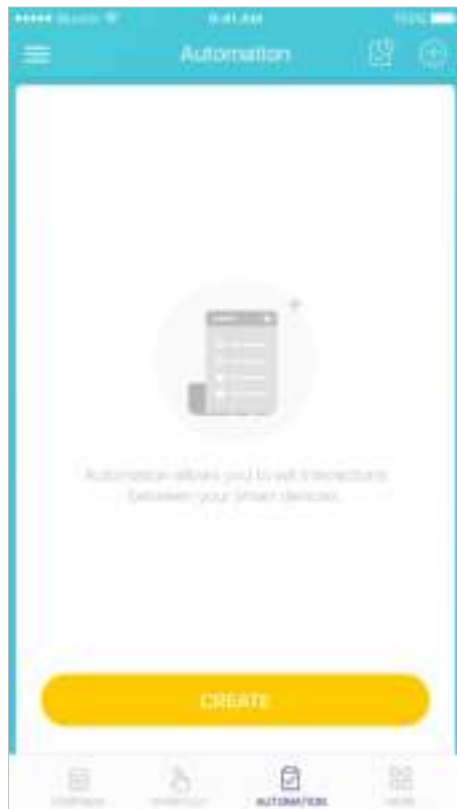 9:41 AM
Automation
Automation allows you to set interactions
between your smart devices.
CREATE
AUTOMATION